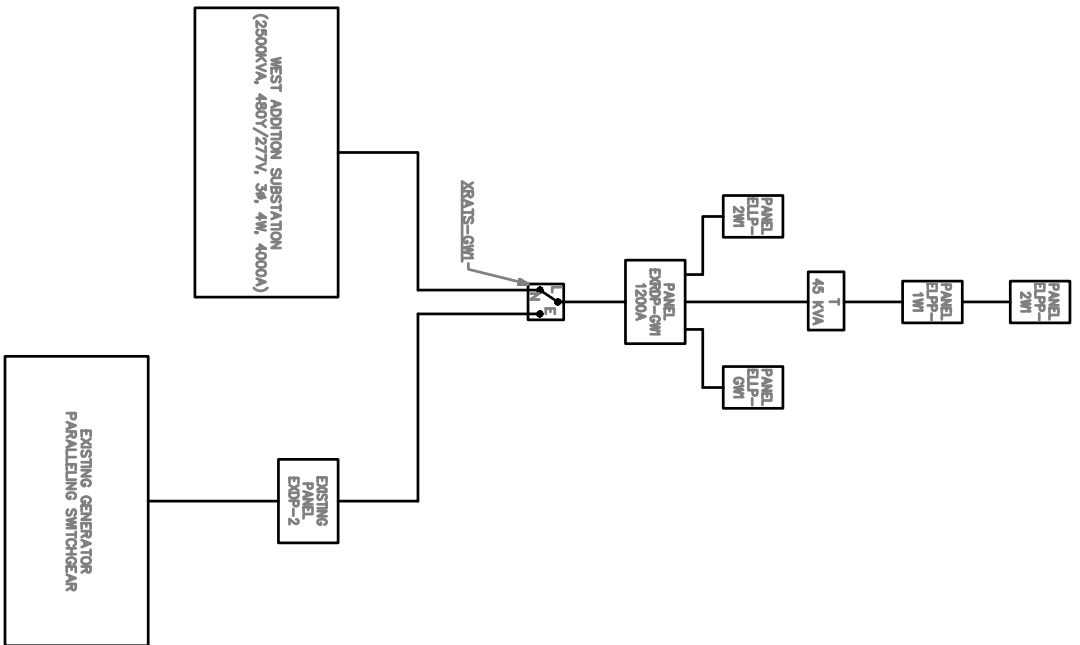 PANEL
ELPP-
2W1
PANEL
ELPP-
1W1
T
45 KVA
PANEL
ELLP-
2W1
PANEL
ELLP-
GW1
PANEL
EXRDP-GW1
1200A
XRATS-GW1
L
N
E
WEST ADDITION SUBSTATION
(2500KVA, 480Y/277V, 3Ø, 4W, 4000A)
EXISTING
PANEL
EXDP-2
EXISTING GENERATOR
PARALLELING SWITCHGEAR